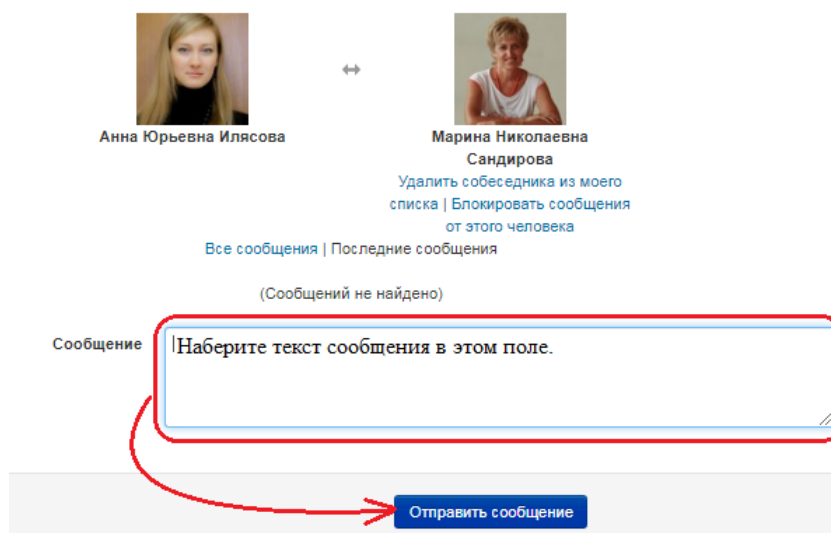 Анна Юрьевна Илясова
Марина Николаевна
Сандирова
Удалить собеседника из моего
списка | Блокировать сообщения
от этого человека
Все сообщения | Последние сообщения
(Сообщений не найдено)
Сообщение
Наберите текст сообщения в этом поле.
Отправить сообщение